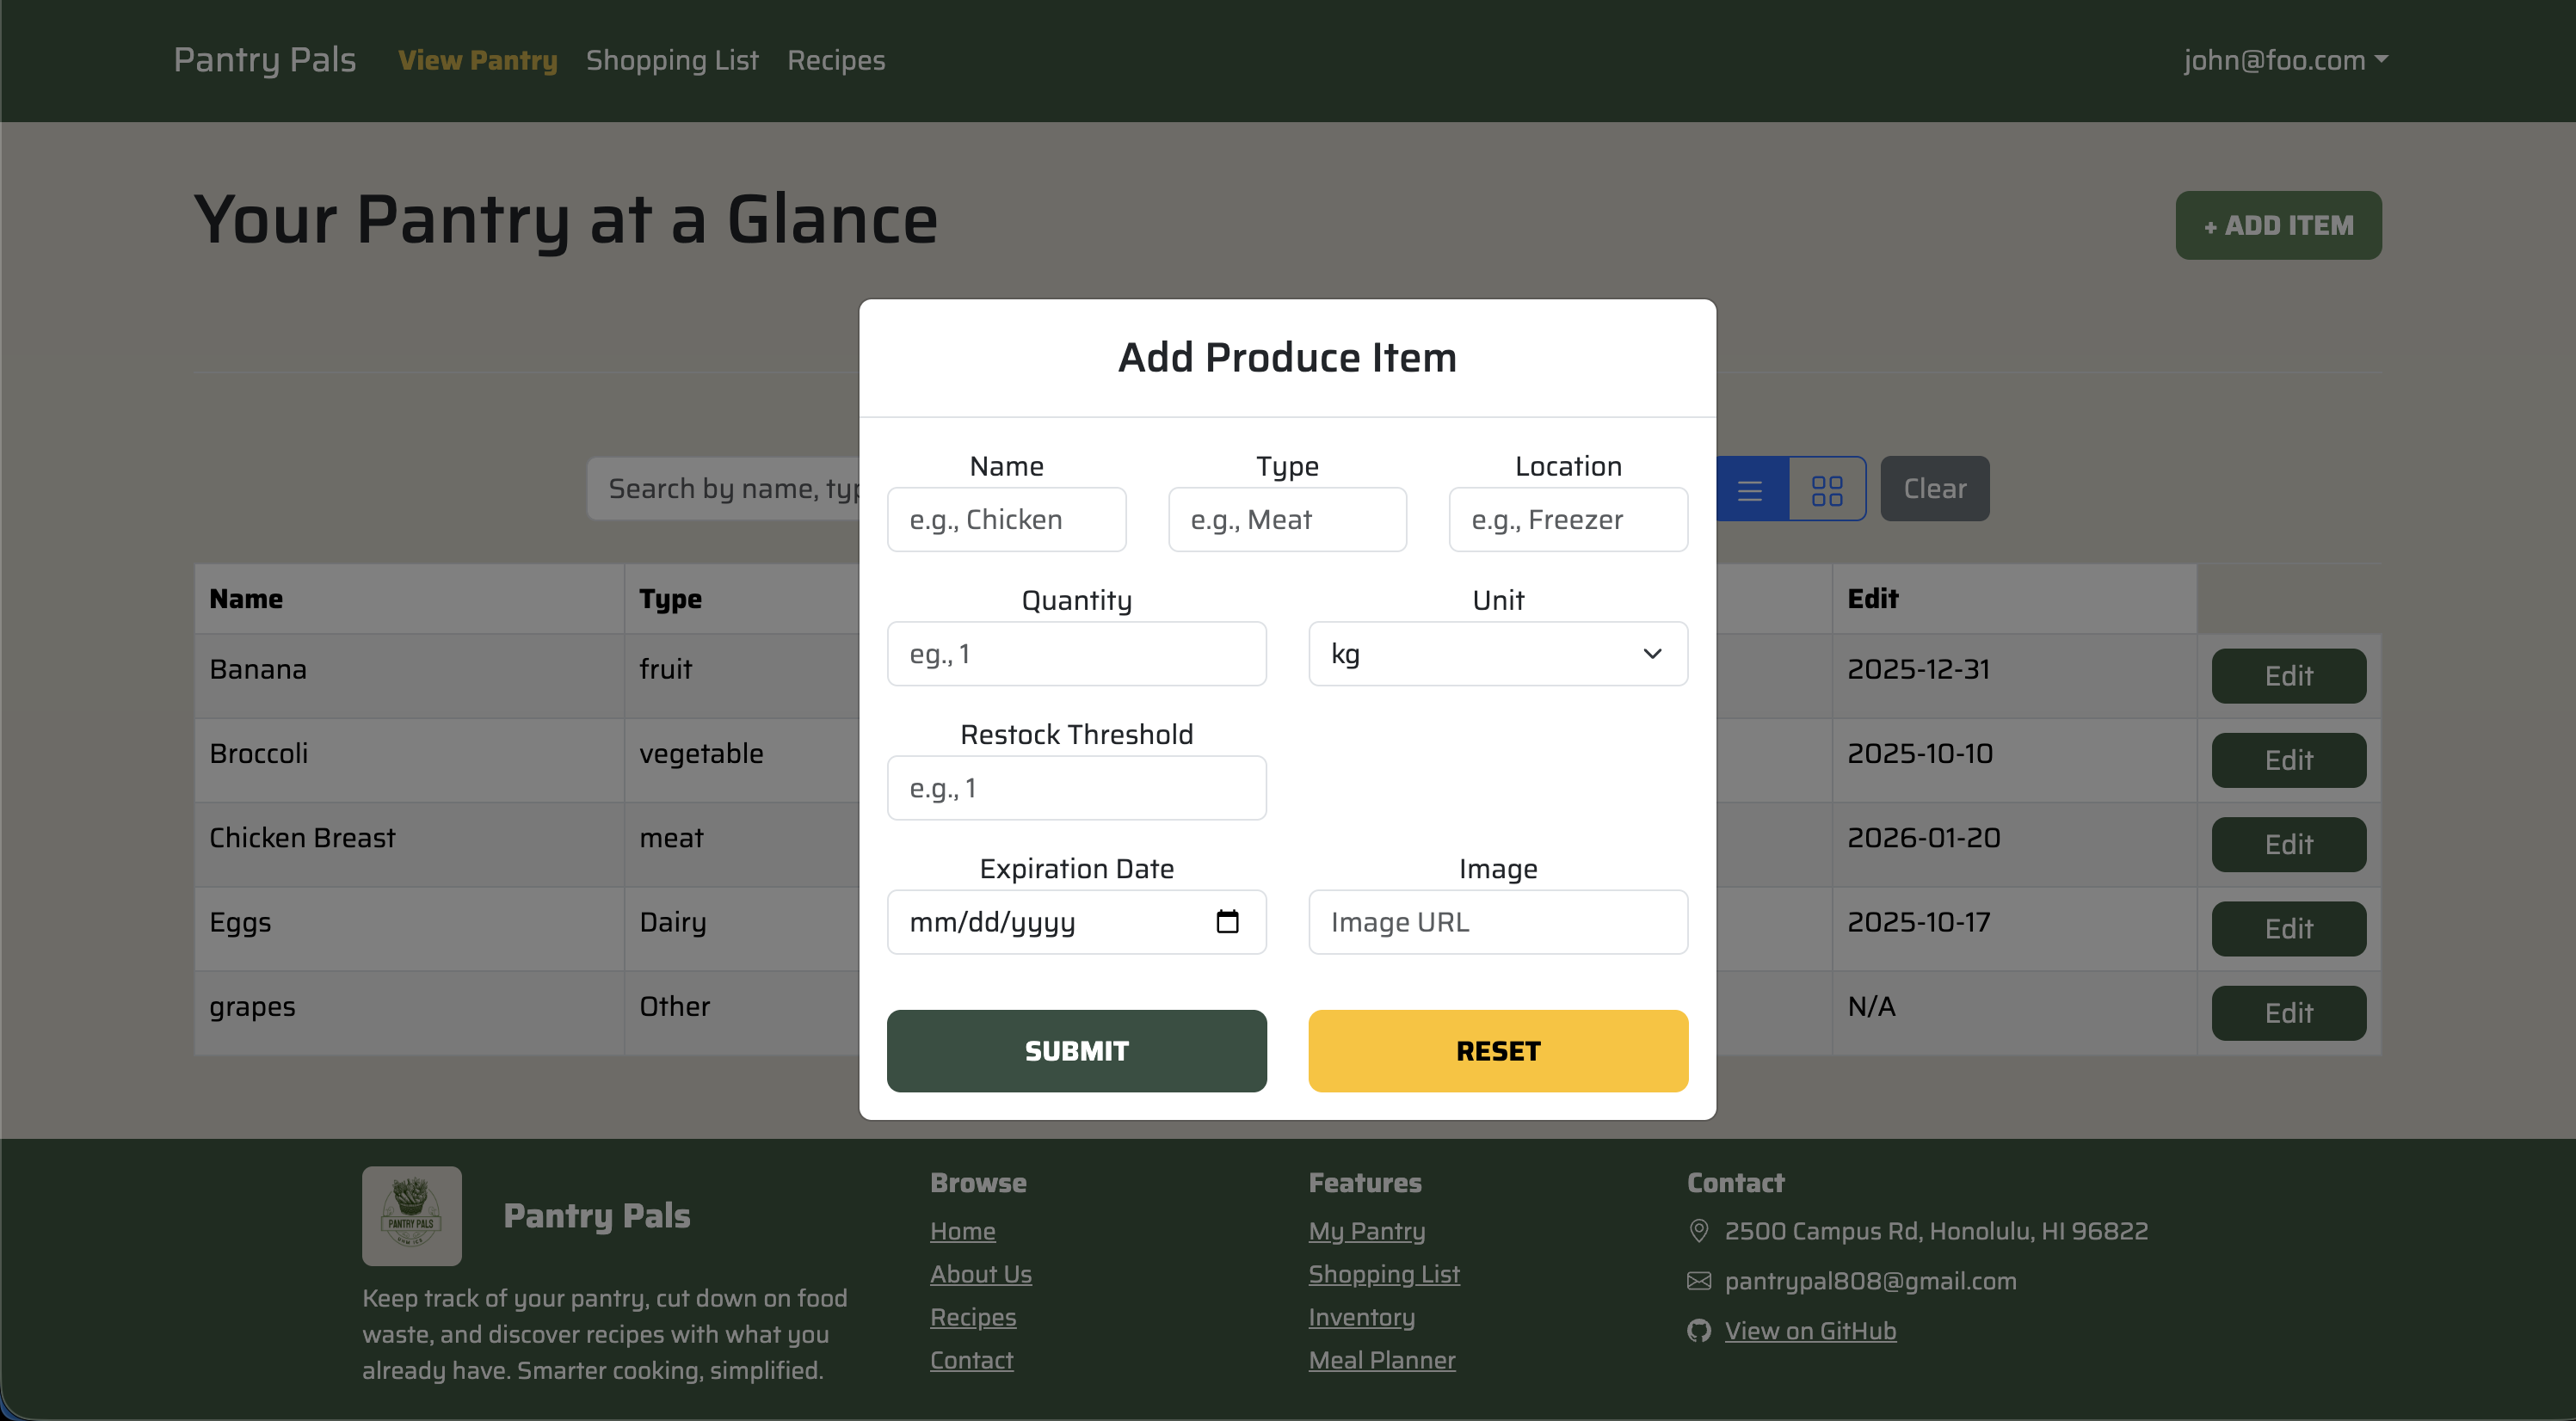 Pantry Pals View Pantry Shopping List Recipes john@foo.com
Your Pantry at a Glance
+ ADD ITEM
Add Produce Item
Name Type Location
e.g., Chicken e.g., Meat e.g., Freezer
Quantity Unit
eg., 1 kg
Restock Threshold
e.g., 1
Expiration Date Image
mm/dd/yyyy Image URL
SUBMIT RESET
Search by name, typ Clear
Name Type Edit
Banana fruit 2025-12-31 Edit
Broccoli vegetable 2025-10-10 Edit
Chicken Breast meat 2026-01-20 Edit
Eggs Dairy 2025-10-17 Edit
grapes Other N/A Edit
PANTRY PALS
Pantry Pals
Keep track of your pantry, cut down on food
waste, and discover recipes with what you
already have. Smarter cooking, simplified.
Browse
Home
About Us
Recipes
Contact
Features
My Pantry
Shopping List
Inventory
Meal Planner
Contact
2500 Campus Rd, Honolulu, HI 96822
pantrypal808@gmail.com
View on GitHub